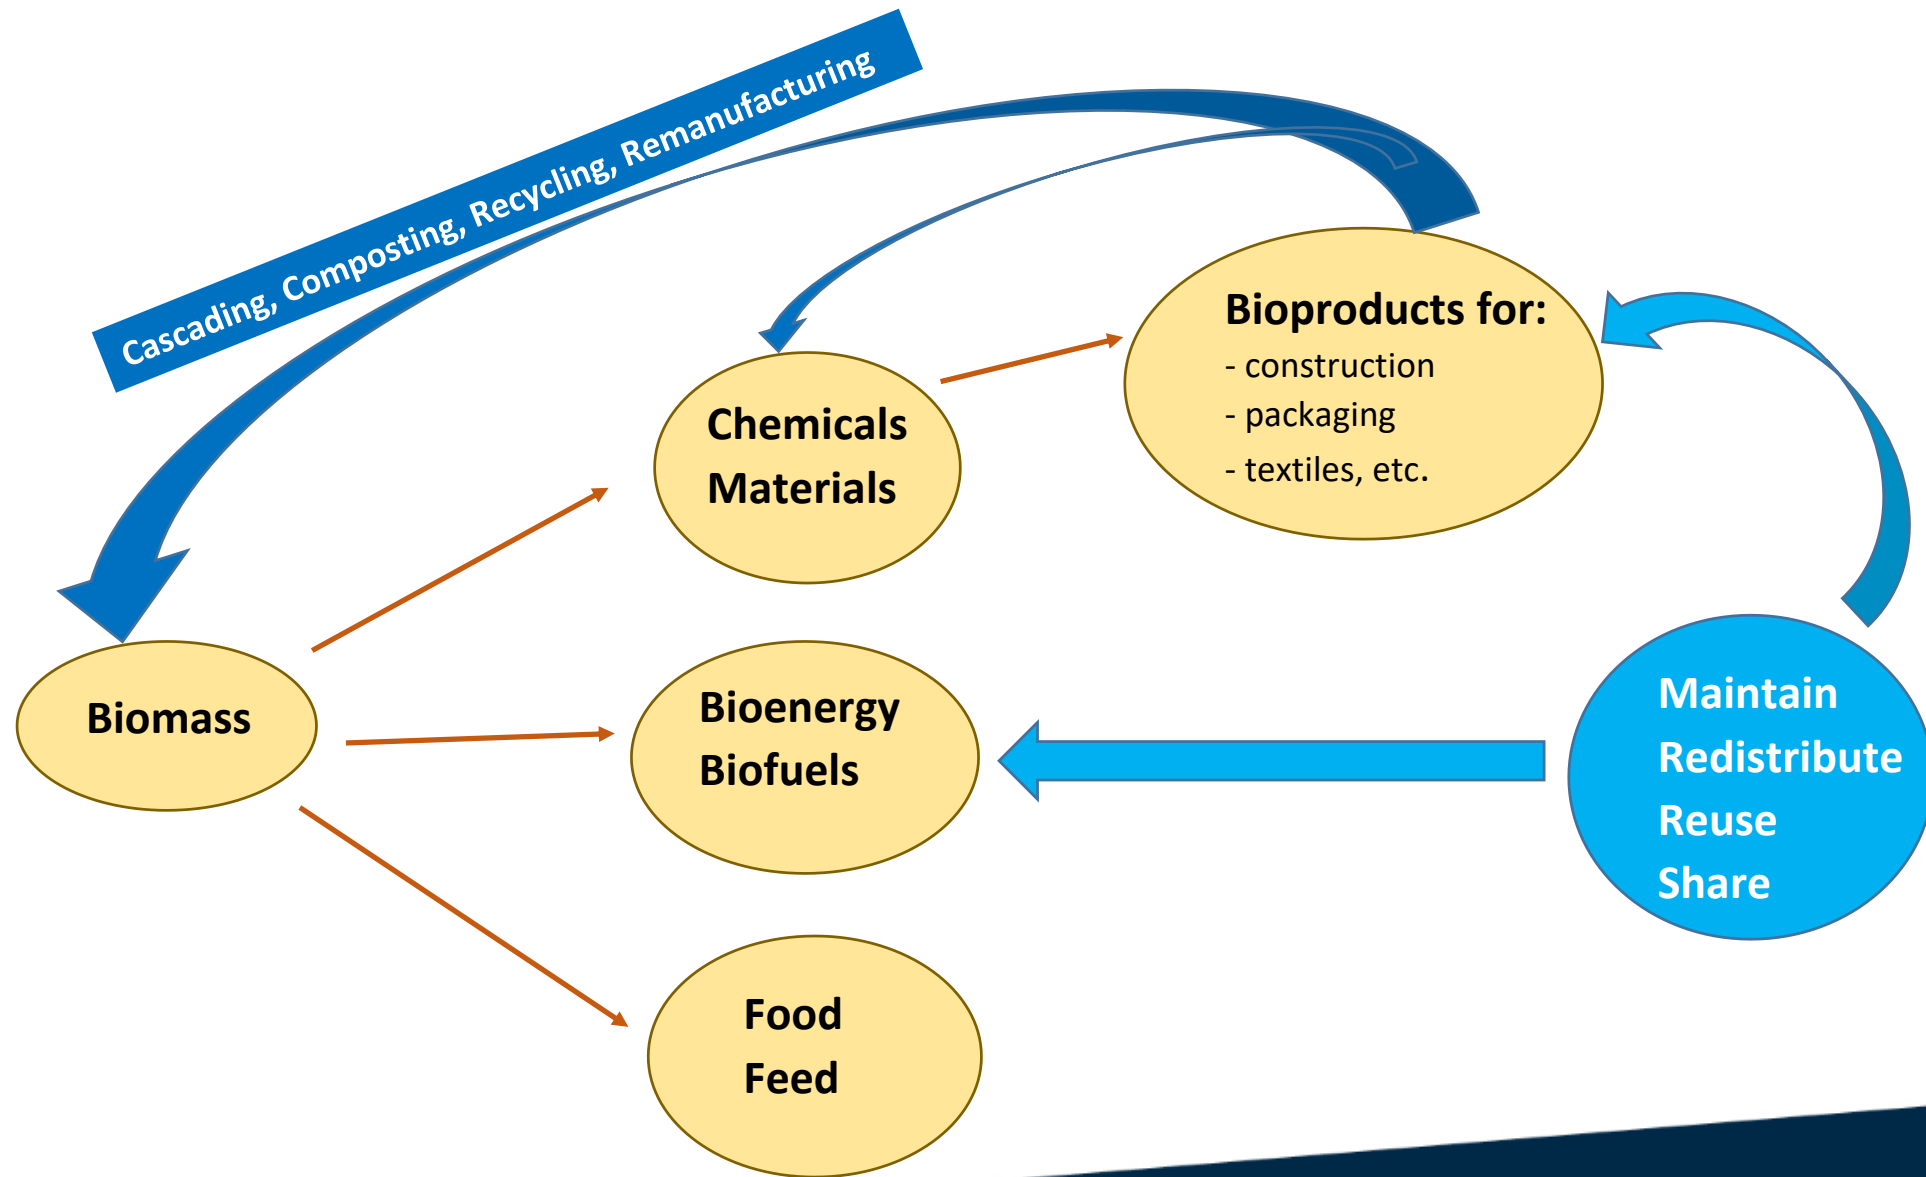 Cascading, Composting, Recycling, Remanufacturing
Bioproducts for:
- construction
- packaging
- textiles, etc.
Chemicals
Materials
Biomass
Bioenergy
Biofuels
Maintain
Redistribute
Reuse
Share
Food
Feed